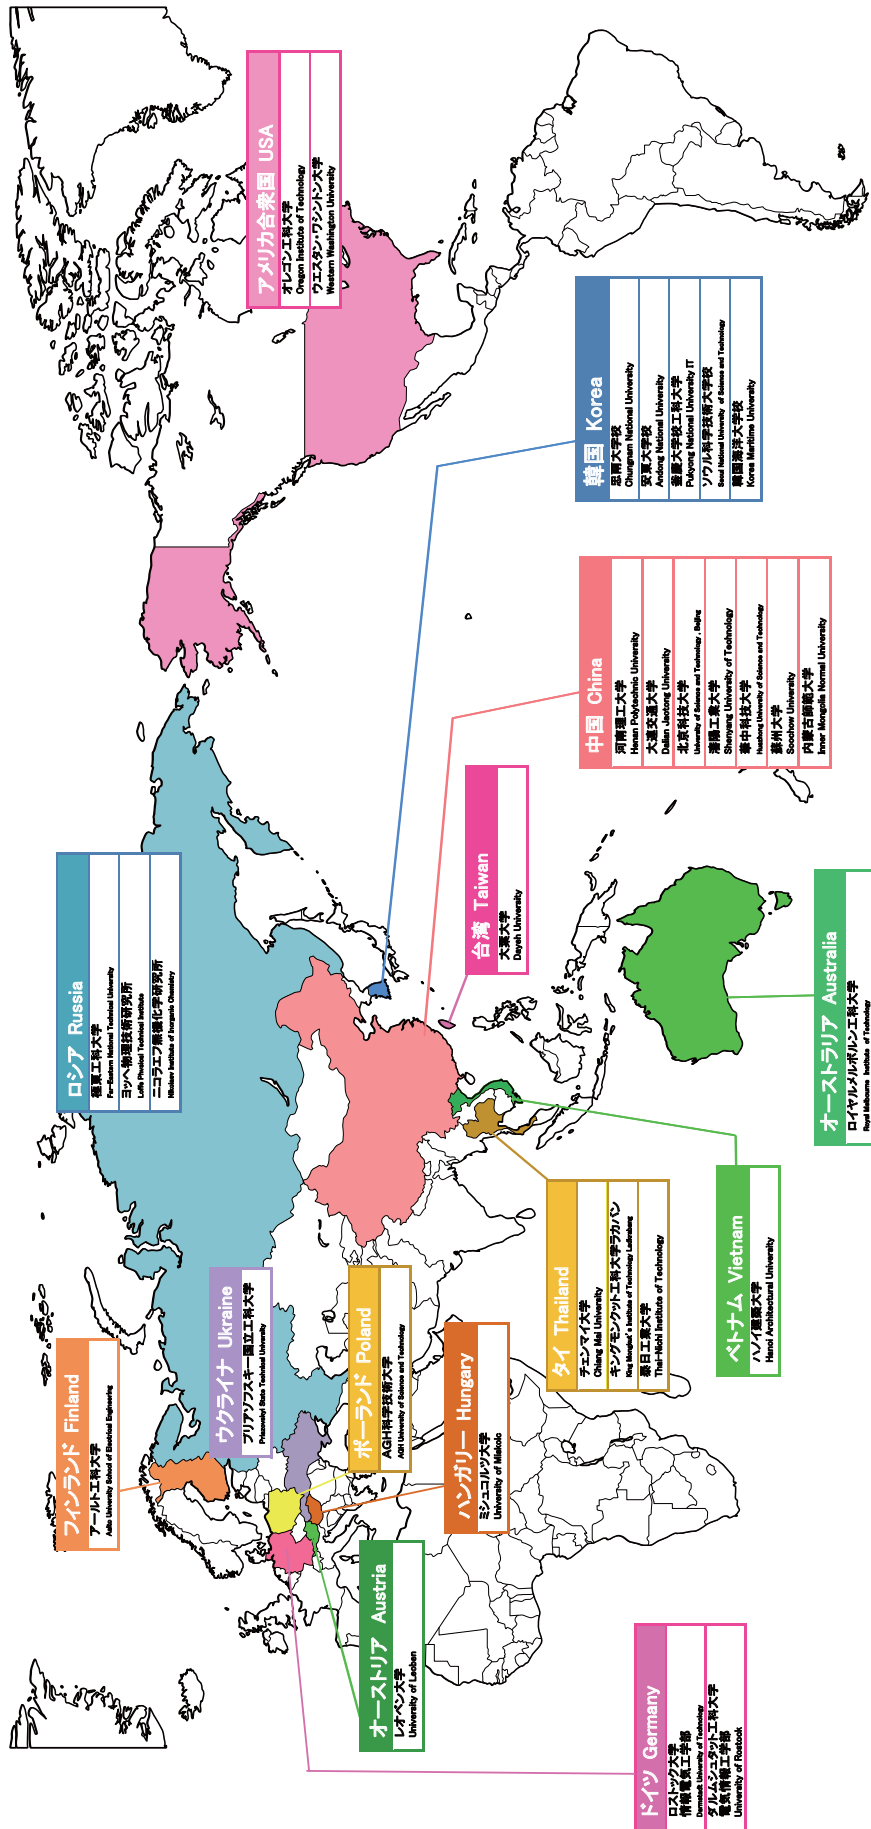 フィンランド Finland
アールト工科大学
Aalto University School of Electrical Engineering
ロシア Russia
極東工科大学
Far-Eastern National Technical University
ヨッヘ物理技術研究所
Loffe Physical Technical Institute
ニコラエフ無機化学研究所
Nikolaev Institute of Inorganic Chemistry
アメリカ合衆国 USA
オレゴン工科大学
Oregon Institute of Technology
ウエスタン・ワシントン大学
Western Washington University
ウクライナ Ukraine
プリアゾフスキー国立工科大学
Priazovskyi State Technical University
ポーランド Poland
AGH科学技術大学
AGH University of Science and Technology
オーストリア Austria
レオベン大学
University of Leoben
ハンガリー Hungary
ミシュコルツ大学
University of Miskolc
台湾 Taiwan
大葉大学
Dayeh University
タイ Thailand
チェンマイ大学
Chiang Mai University
キングモンクット工科大学ラカバン
King Mongkut's Institute of Technology Ladkrabang
泰日工業大学
Thai-Nichi Institute of Technology
中国 China
河南理工大学
Henan Polytechnic University
大連交通大学
Dalian Jiaotong University
北京科技大学
University of Science and Technology , Beijing
瀋陽工業大学
Shenyang University of Technology
華中科技大学
Huazhong University of Science and Technology
蘇州大学
Soochow University
内蒙古師範大学
Inner Mongolia Normal University
韓国 Korea
忠南大学校
Chungnam National University
安東大学校
Andong National University
釜慶大学校工科大学
Pukyong National University IT
ソウル科学技術大学校
Seoul National University of Science and Technology
韓国海洋大学校
Korea Maritime University
ドイツ Germany
ロストック大学
情報電気工学部
Darmstadt University of Technology
ダルムシュタット工科大学
電気情報工学部
University of Rostock
ベトナム Vietnam
ハノイ建築大学
Hanoi Architectural University
オーストラリア Australia
ロイヤルメルボルン工科大学
Royal Melbourne Institute of Technology